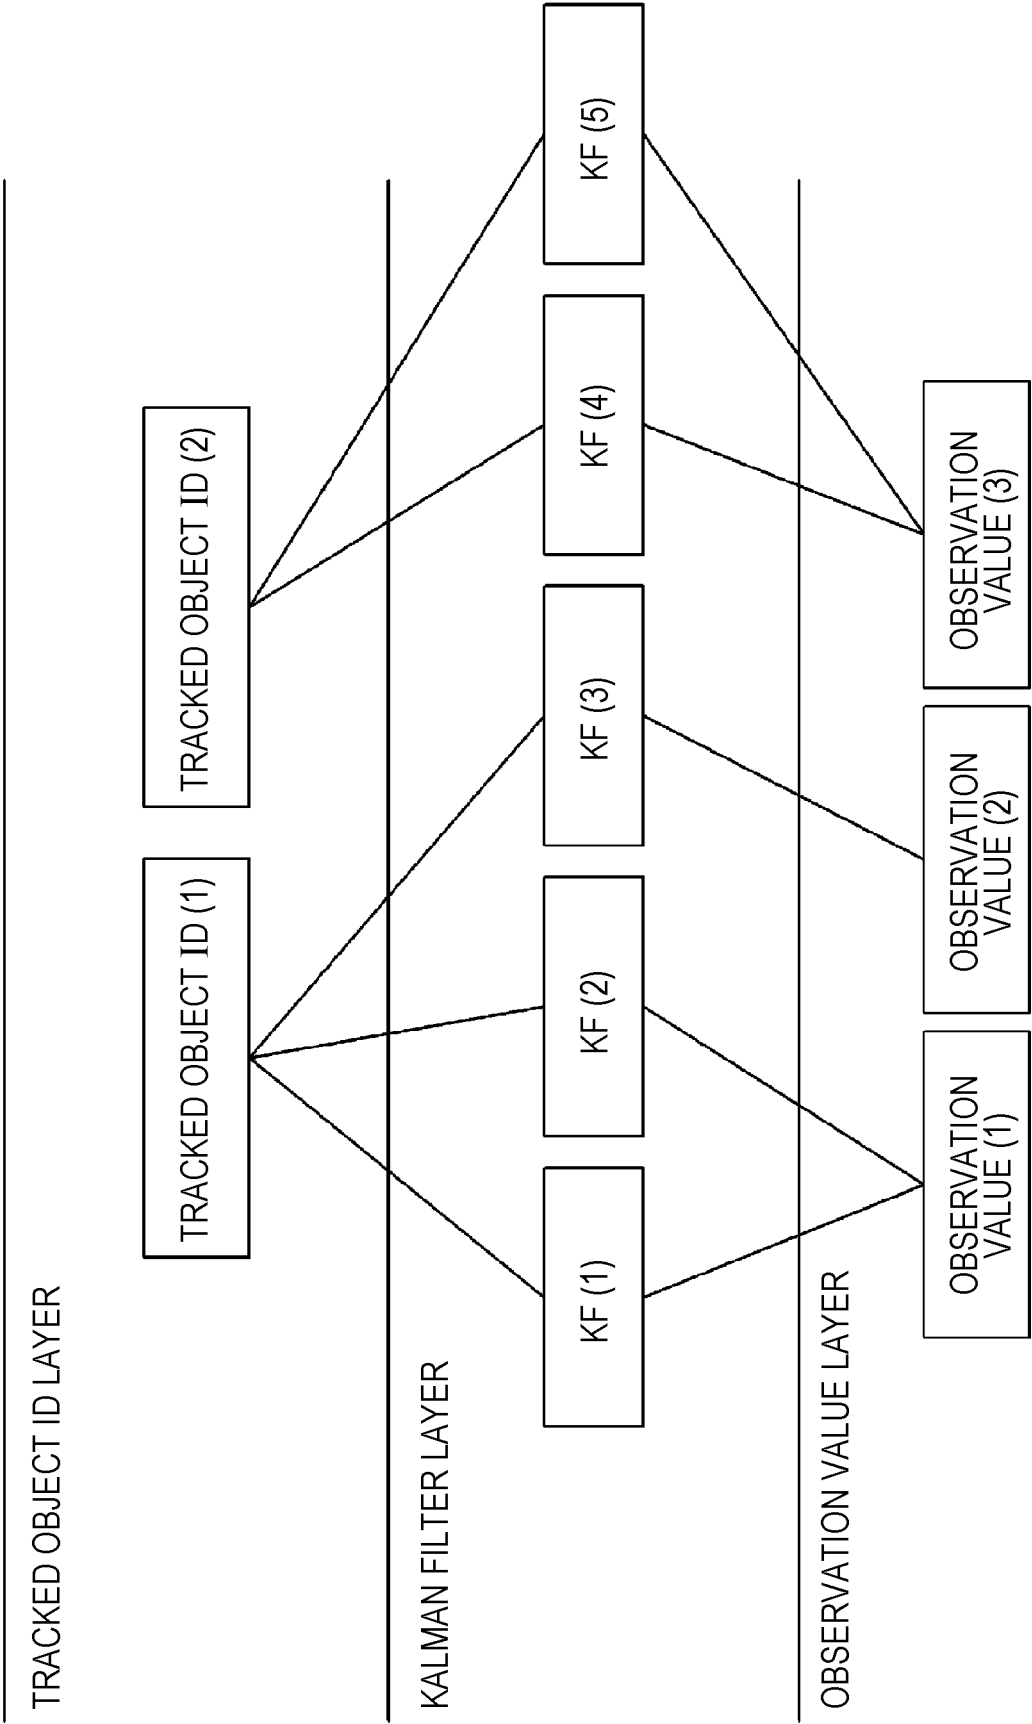 TRACKED OBJECT ID LAYER
TRACKED OBJECT ID (1)
TRACKED OBJECT ID (2)
KALMAN FILTER LAYER
KF (1)
KF (2)
KF (3)
KF (4)
KF (5)
OBSERVATION VALUE LAYER
OBSERVATION
VALUE (1)
OBSERVATION
VALUE (2)
OBSERVATION
VALUE (3)